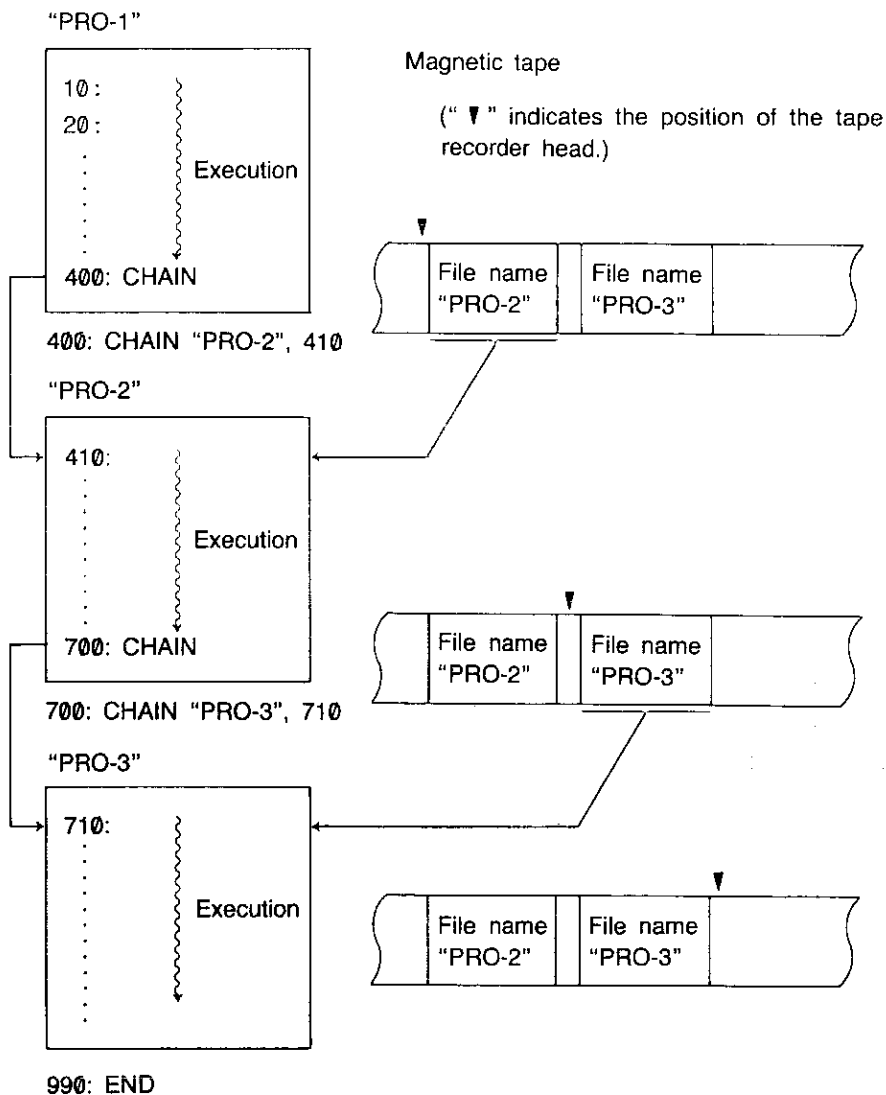 "PRO-1"
10:
20:
Execution
400: CHAIN
400: CHAIN "PRO-2", 410
Magnetic tape
("▼" indicates the position of the tape
recorder head.)
File name
"PRO-2"
File name
"PRO-3"
"PRO-2"
410:
Execution
700: CHAIN
700: CHAIN "PRO-3", 710
File name
"PRO-2"
File name
"PRO-3"
"PRO-3"
710:
Execution
990: END
File name
"PRO-2"
File name
"PRO-3"